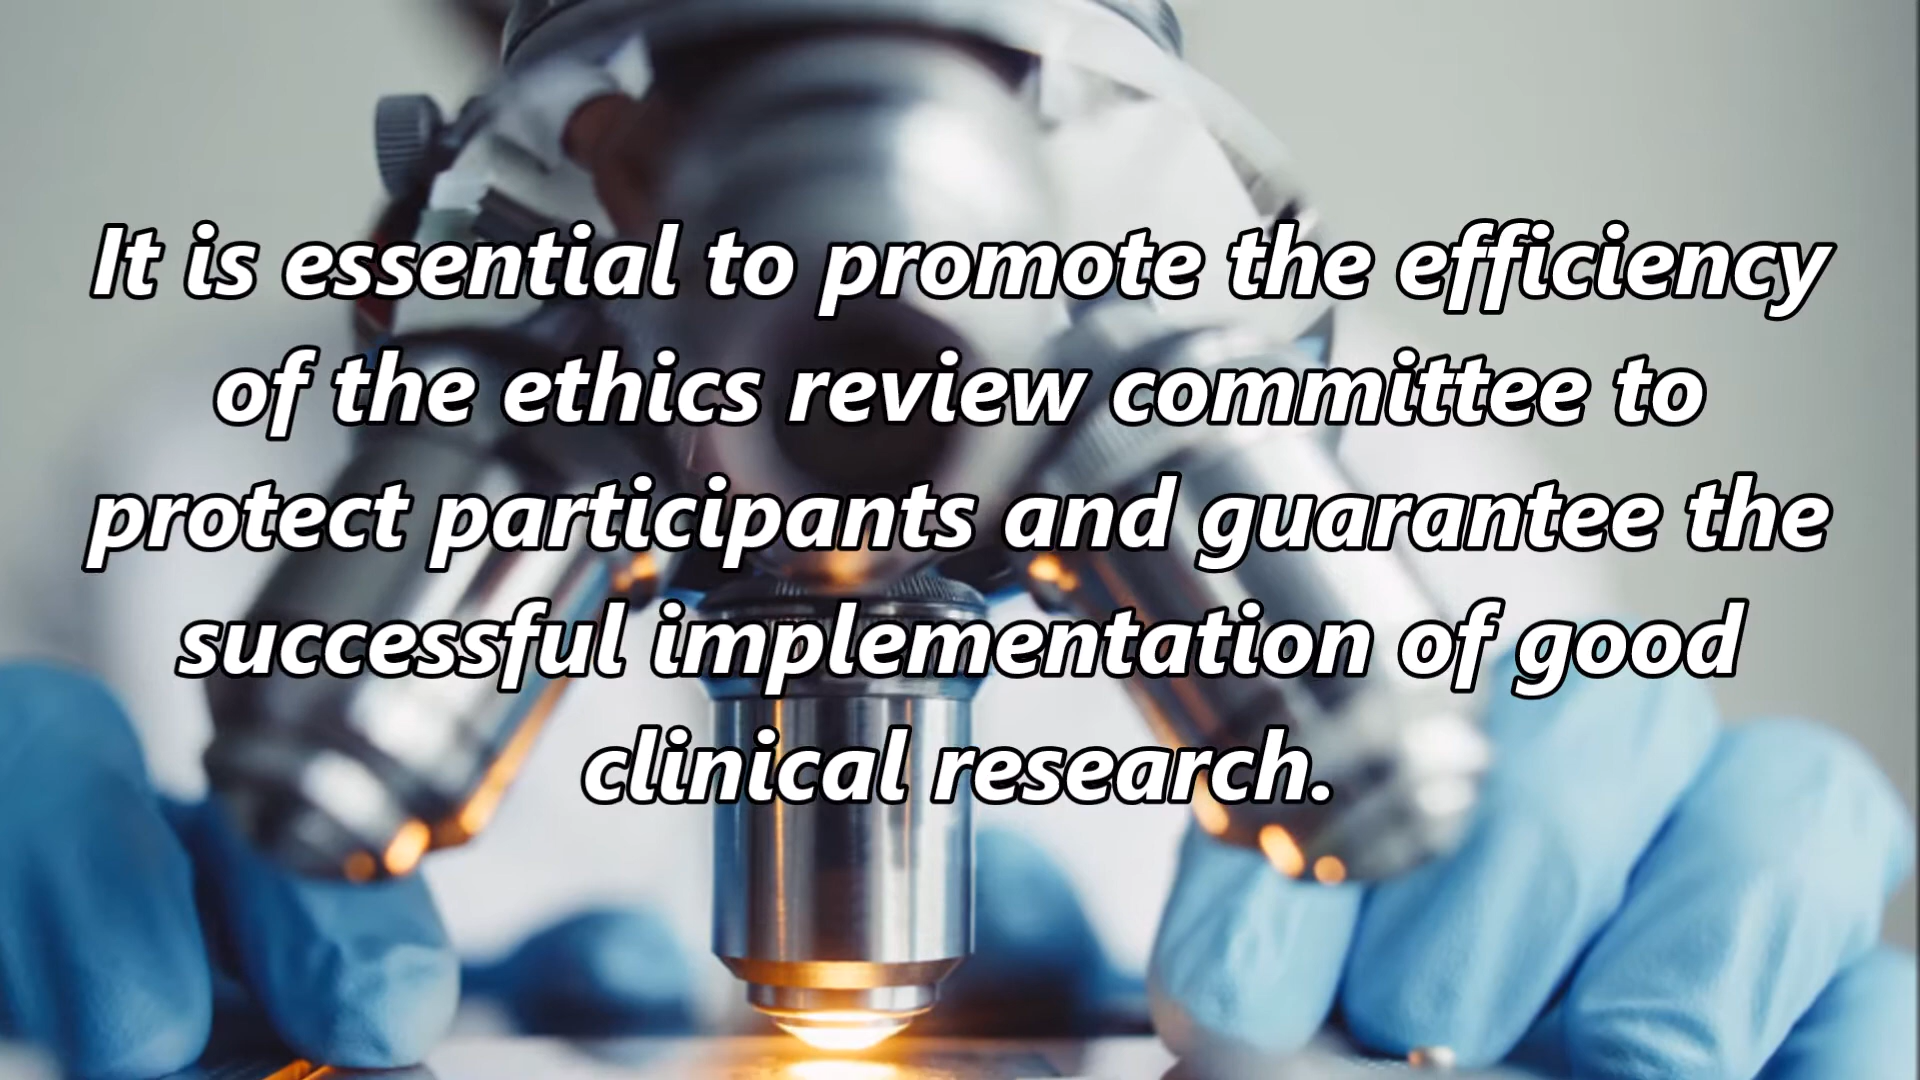 It is essential to promote the efficiency
of the ethics review committee to
protect participants and guarantee the
successful implementation of good
clinical research.